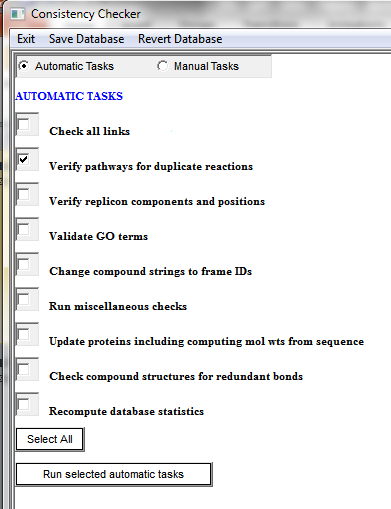 Consistency Checker
Exit Save Database Revert Database
Automatic Tasks Manual Tasks
AUTOMATIC TASKS
Check all links
Verify pathways for duplicate reactions
Verify replicon components and positions
Validate GO terms
Change compound strings to frame IDs
Run miscellaneous checks
Update proteins including computing mol wts from sequence
Check compound structures for redundant bonds
Recompute database statistics
Select All
Run selected automatic tasks